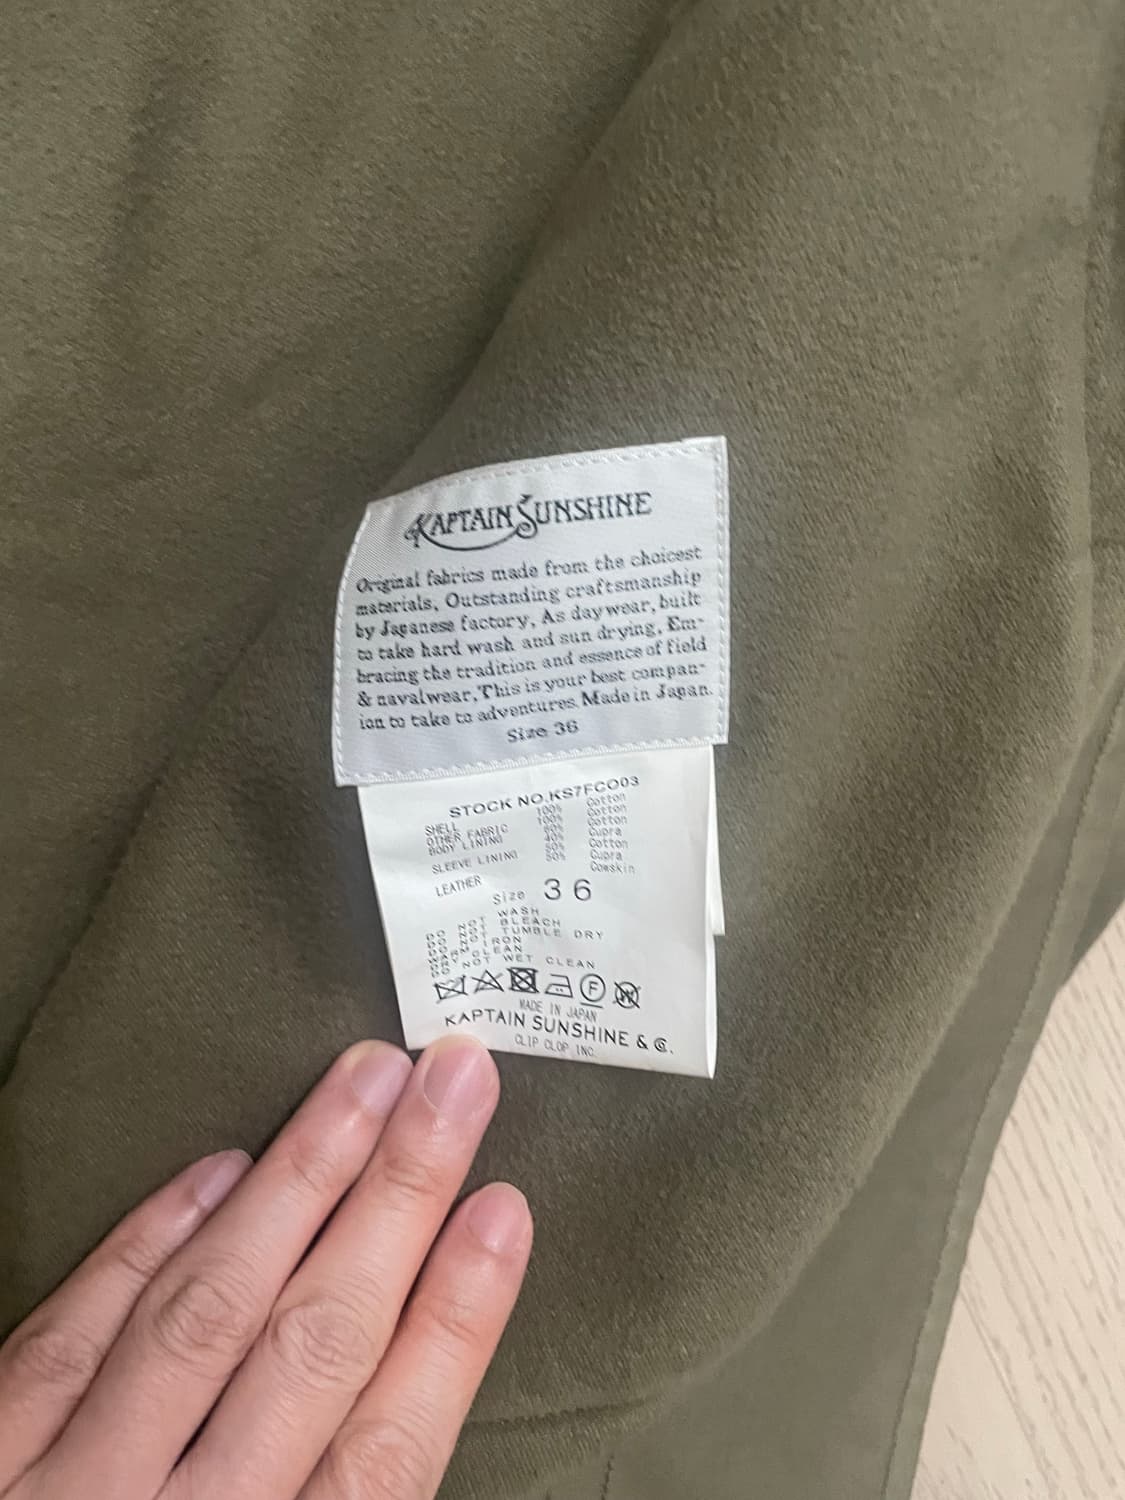 KAPTAIN SUNSHINE
Original fabrics made from the choicest
materials, Outstanding craftsmanship
by Japanese factory, As daywear, built
to take hard wash and sun drying, Em-
bracing the tradition and essence of field
& navalwear, This is your best compan-
ion to take to adventures. Made in Japan.
Size 36
STOCK NO.KS7FCO03
SHELL 100% Cotton
OTHER FABRIC 100% Cotton
BODY LINING 60% Cotton
40% Cupra
SLEEVE LINING 50% Cotton
50% Cupra
LEATHER Cowskin
Size 36
DO NOT WASH
DO NOT BLEACH
DO NOT TUMBLE DRY
WARM IRON
DRY CLEAN
DO NOT WET CLEAN
F W
MADE IN JAPAN
KAPTAIN SUNSHINE & Co.
CLIP CLOP INC.